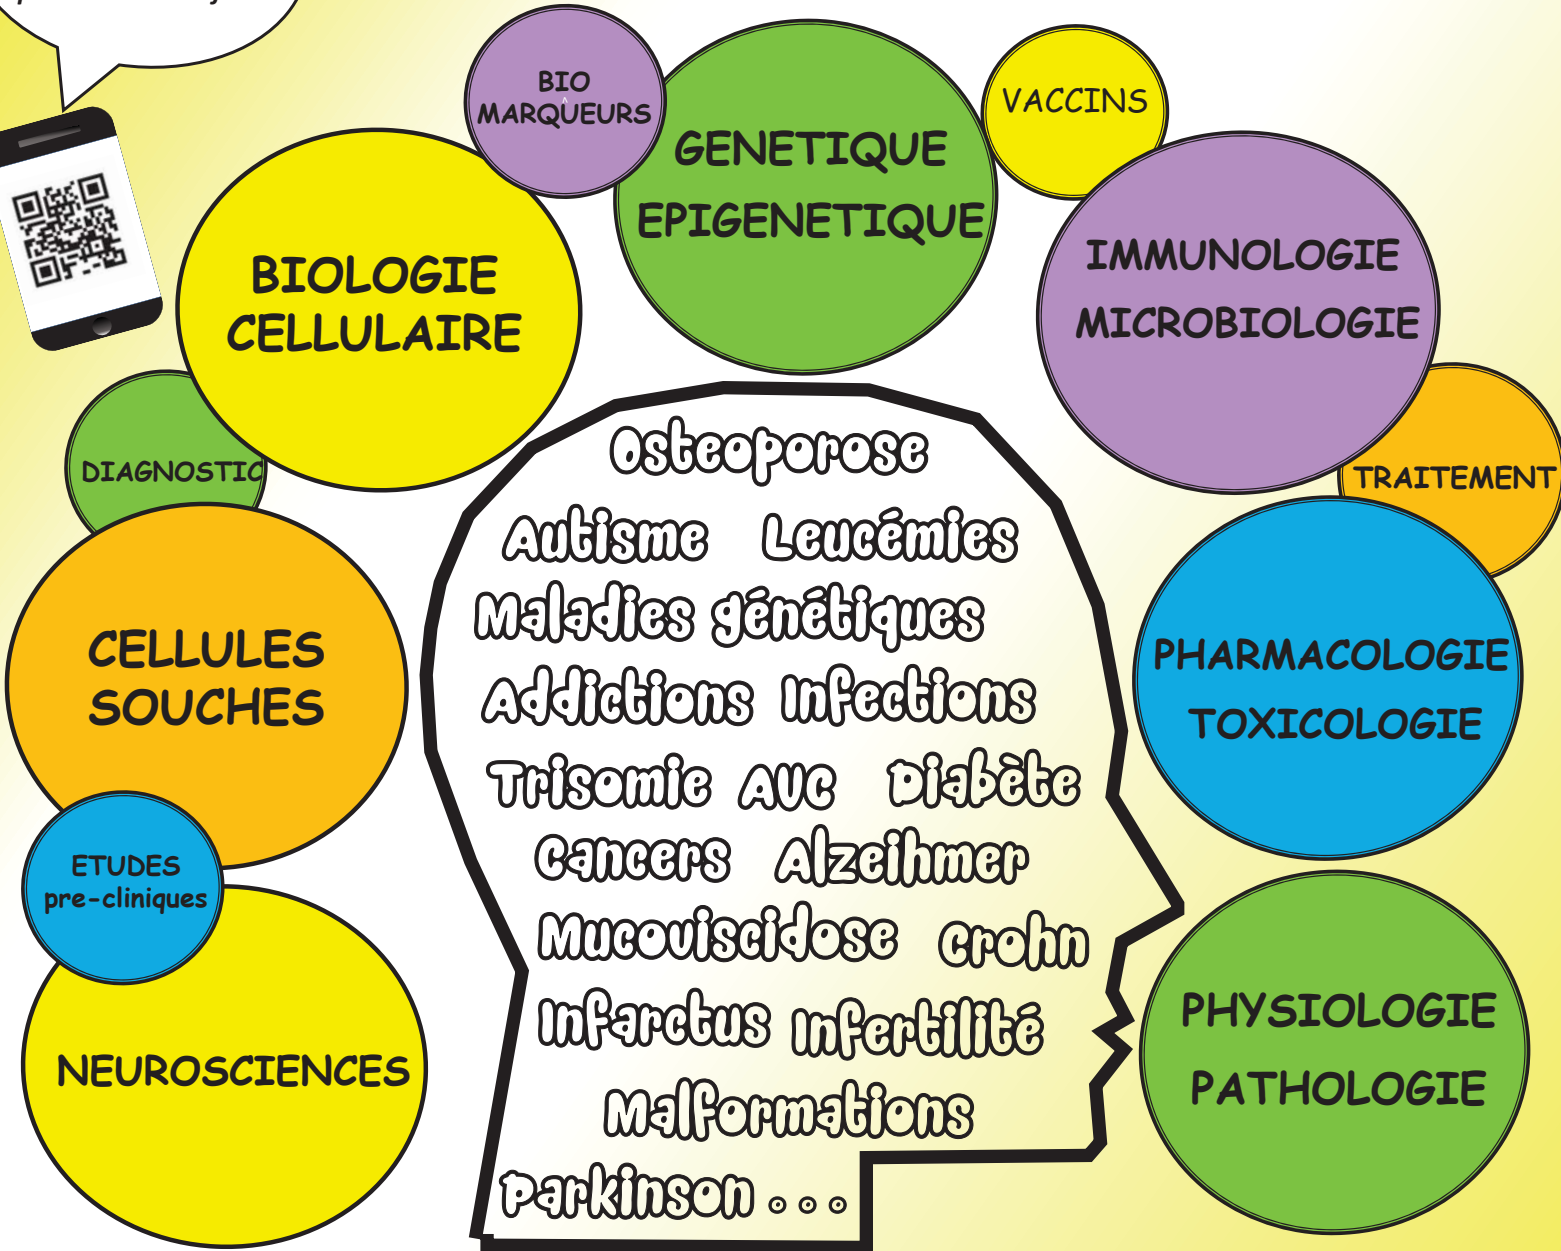 BIO
MARQUEURS
GENETIQUE
EPIGENETIQUE
VACCINS
BIOLOGIE
CELLULAIRE
IMMUNOLOGIE
MICROBIOLOGIE
DIAGNOSTIC
TRAITEMENT
CELLULES
SOUCHES
PHARMACOLOGIE
TOXICOLOGIE
ETUDES
pre-cliniques
NEUROSCIENCES
PHYSIOLOGIE
PATHOLOGIE
Osteoporose
Autisme Leucémies
Maladies génétiques
Addictions Infections
Trisomie AVC Diabète
Cancers Alzeihmer
Mucoviscidose Crohn
Infarctus Infertilité
Malformations
Parkinson...